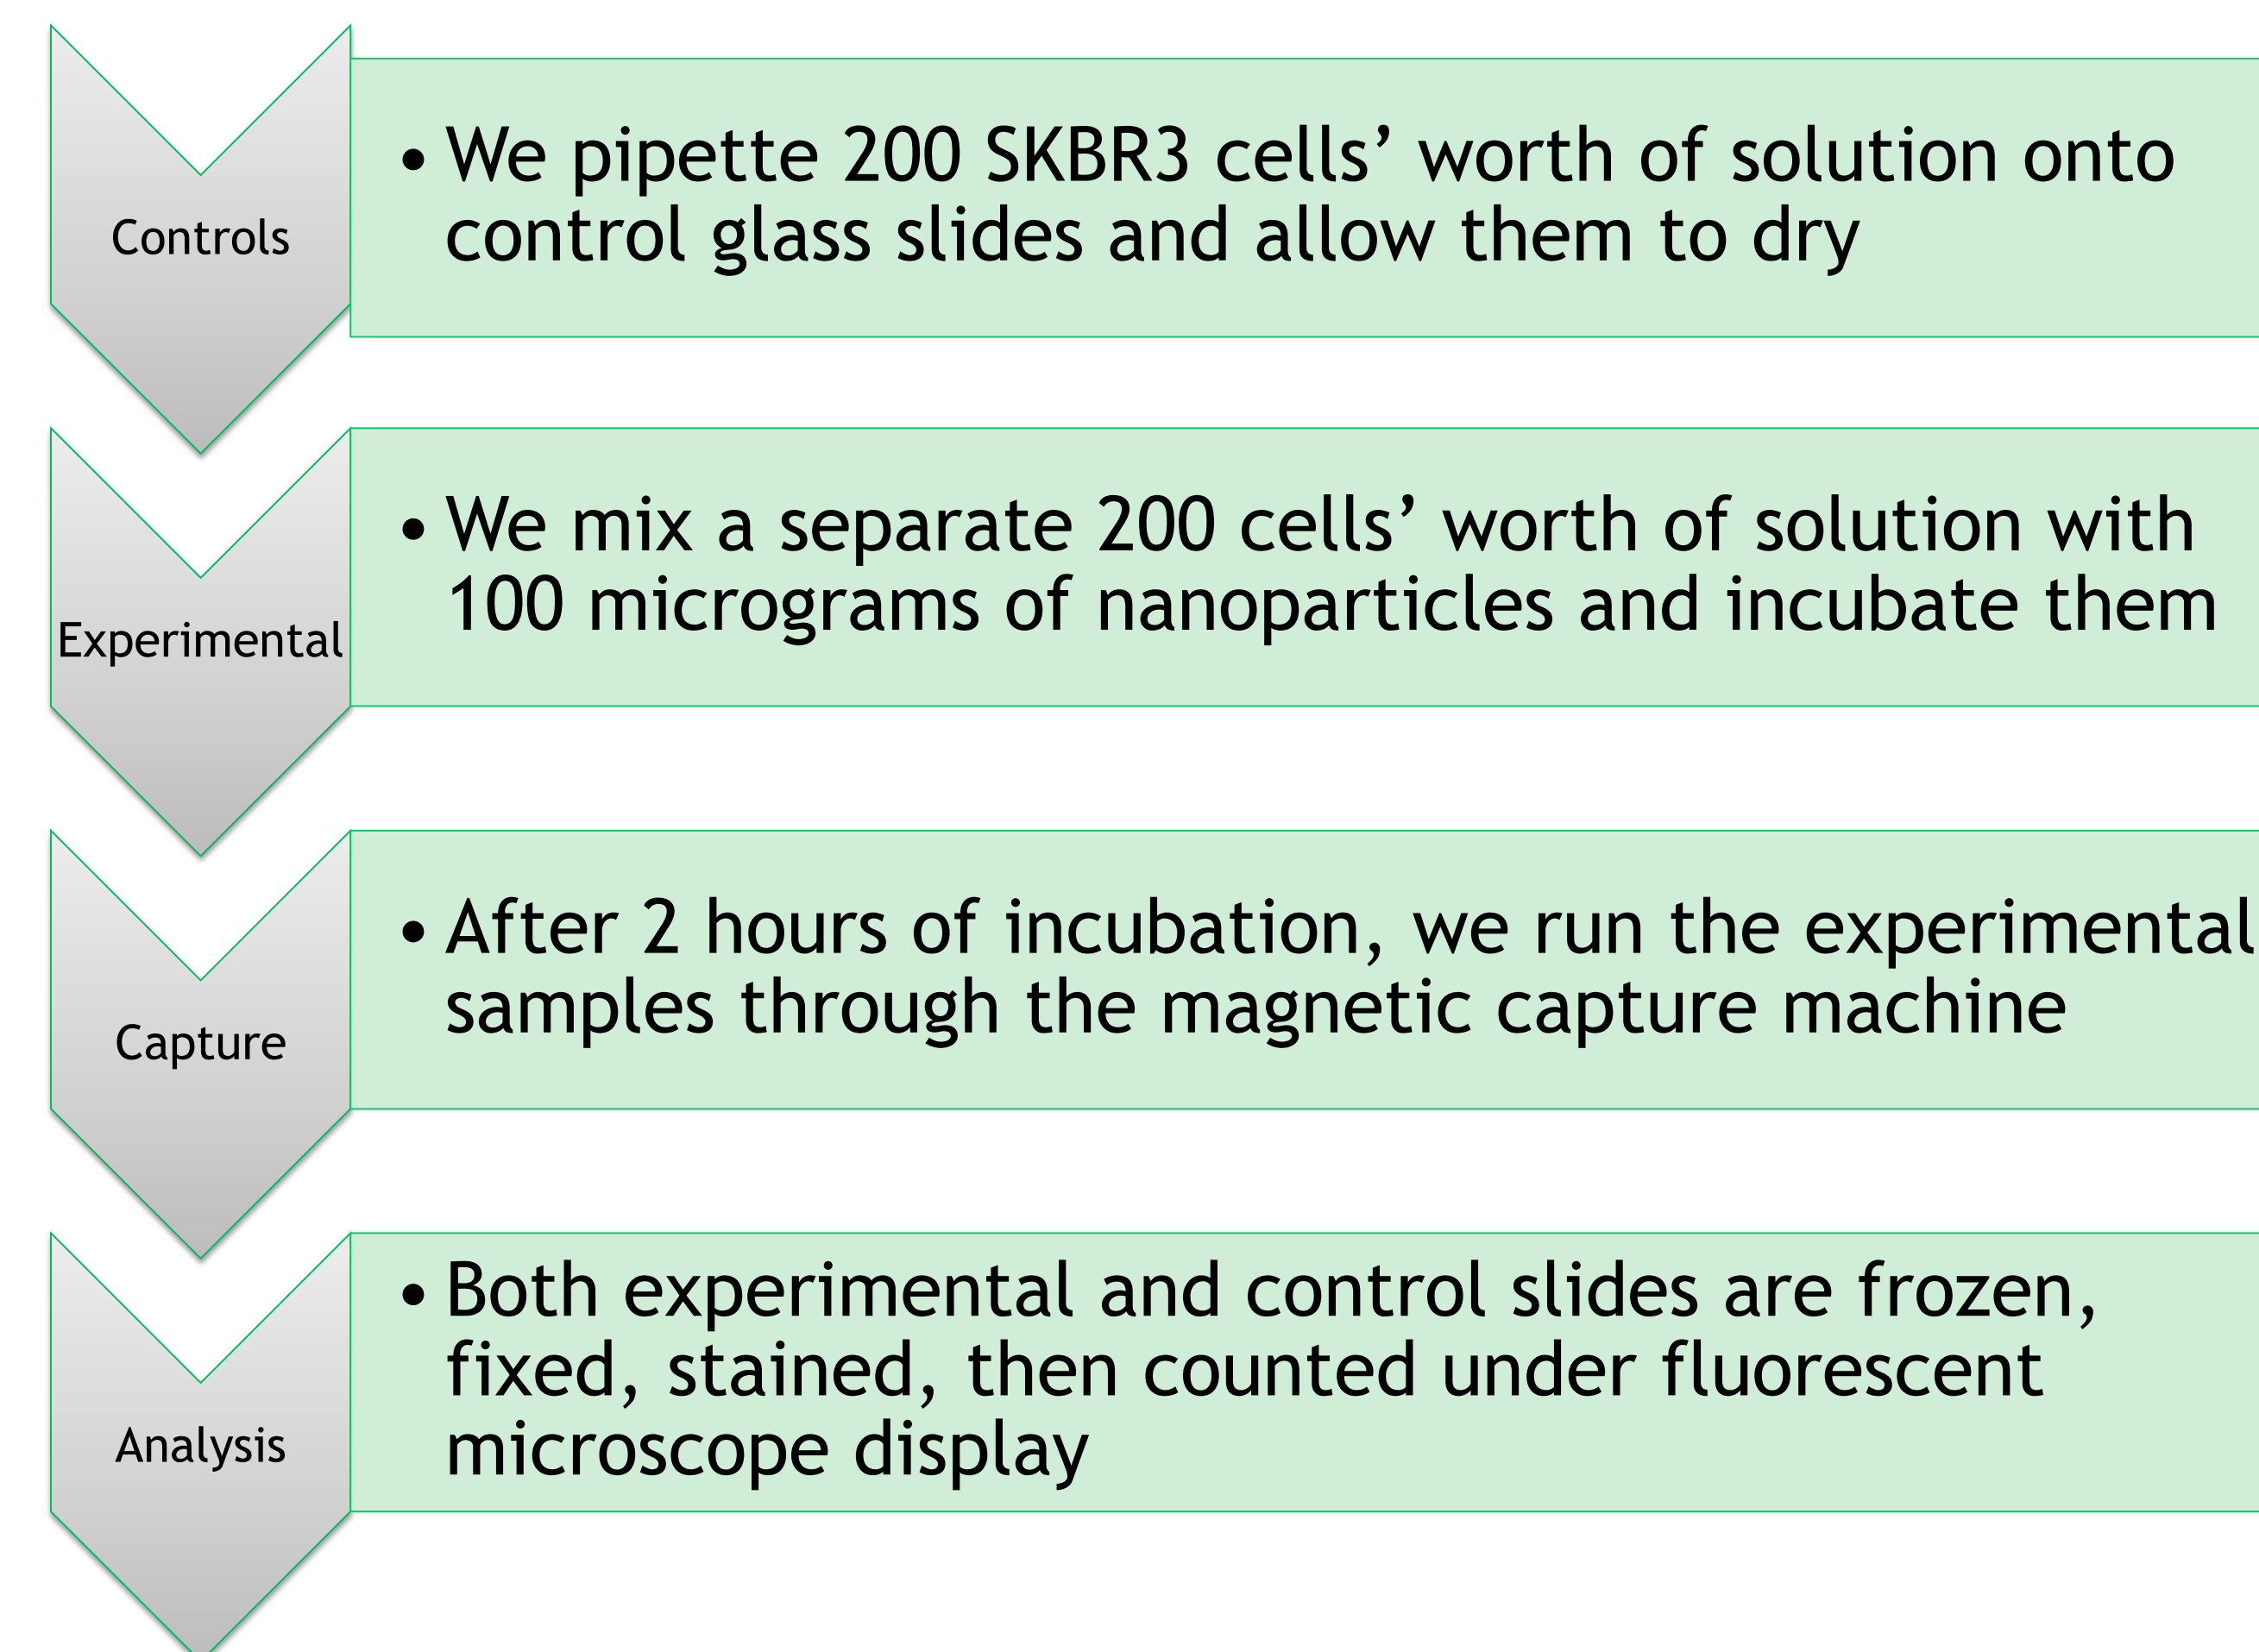 Controls
• We pipette 200 SKBR3 cells’ worth of solution onto
control glass slides and allow them to dry
Experimental
• We mix a separate 200 cells’ worth of solution with
100 micrograms of nanoparticles and incubate them
Capture
• After 2 hours of incubation, we run the experimental
samples through the magnetic capture machine
Analysis
• Both experimental and control slides are frozen,
fixed, stained, then counted under fluorescent
microscope display